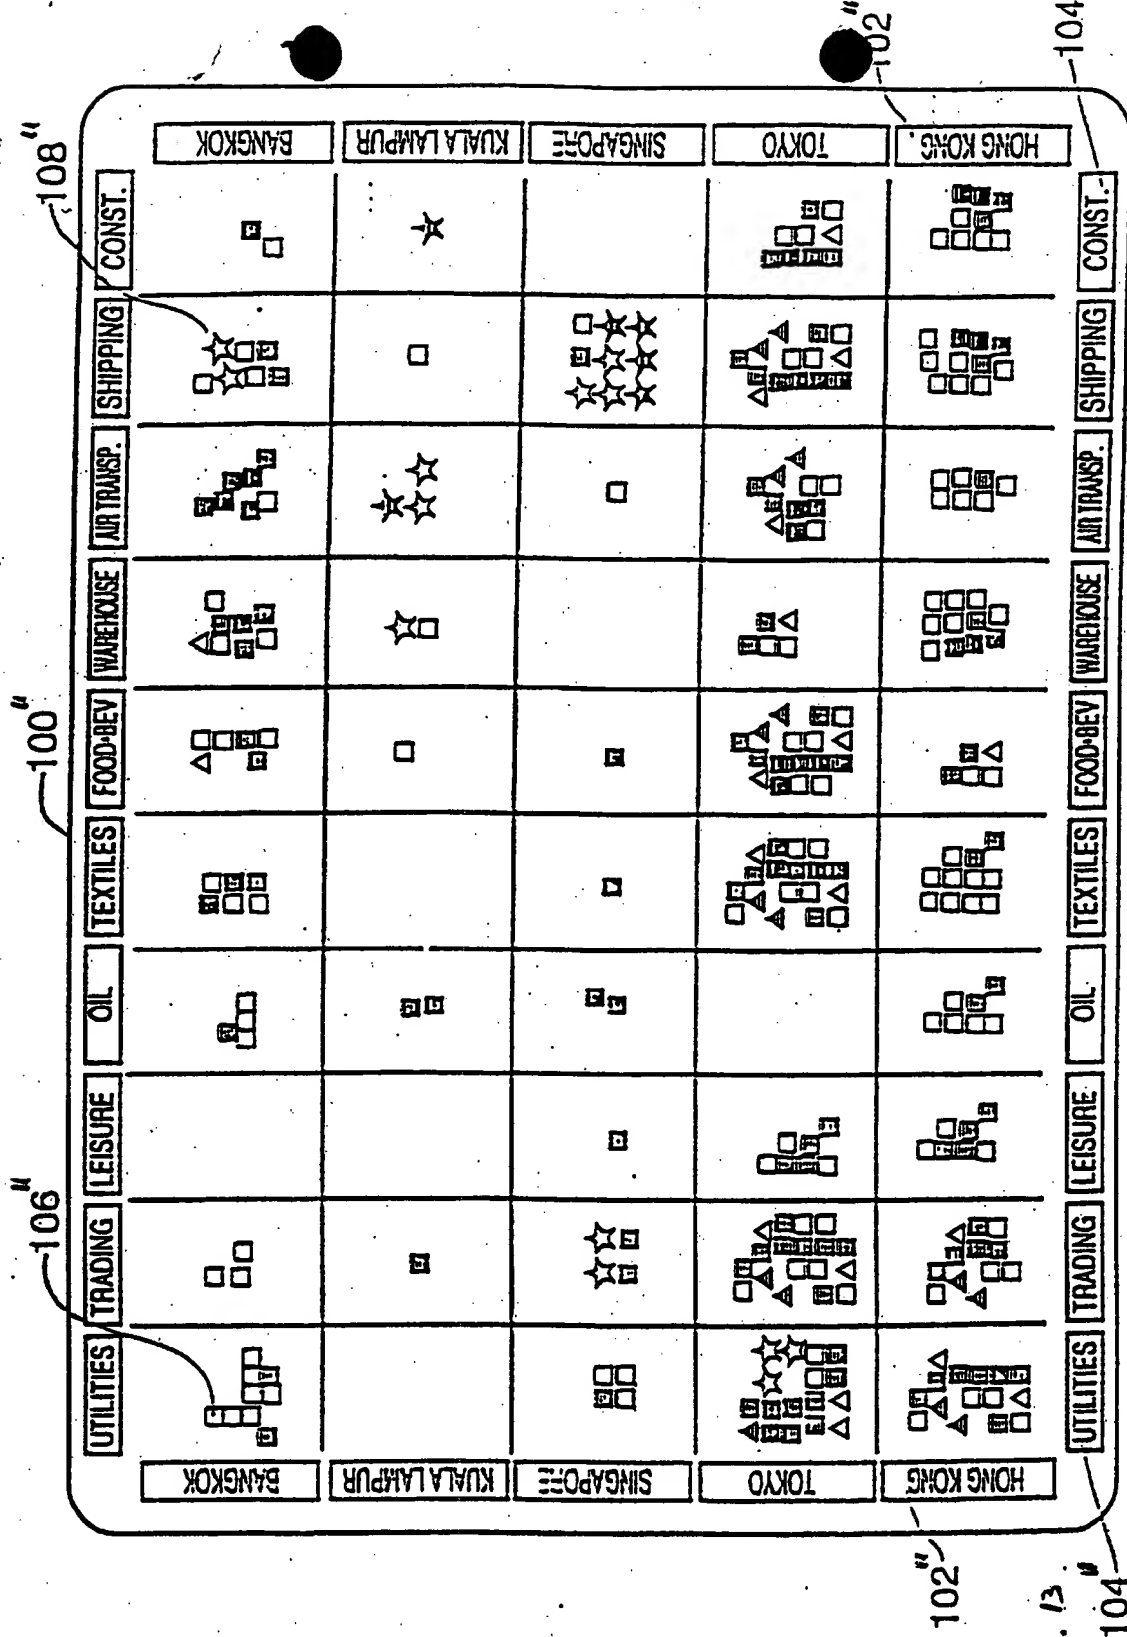 100"
106"
108"
UTILITIES
TRADING
LEISURE
OIL
TEXTILES
FOOD•BEV
WAREHOUSE
AIR TRANSP.
SHIPPING
CONST.
BANGKOK
BANGKOK
KUALA LAMPUR
KUALA LAMPUR
SINGAPORE
SINGAPORE
TOKYO
TOKYO
HONG KONG
HONG KONG
UTILITIES
TRADING
LEISURE
OIL
TEXTILES
FOOD•BEV
WAREHOUSE
AIR TRANSP.
SHIPPING
CONST.
102"
102"
104"
104
13